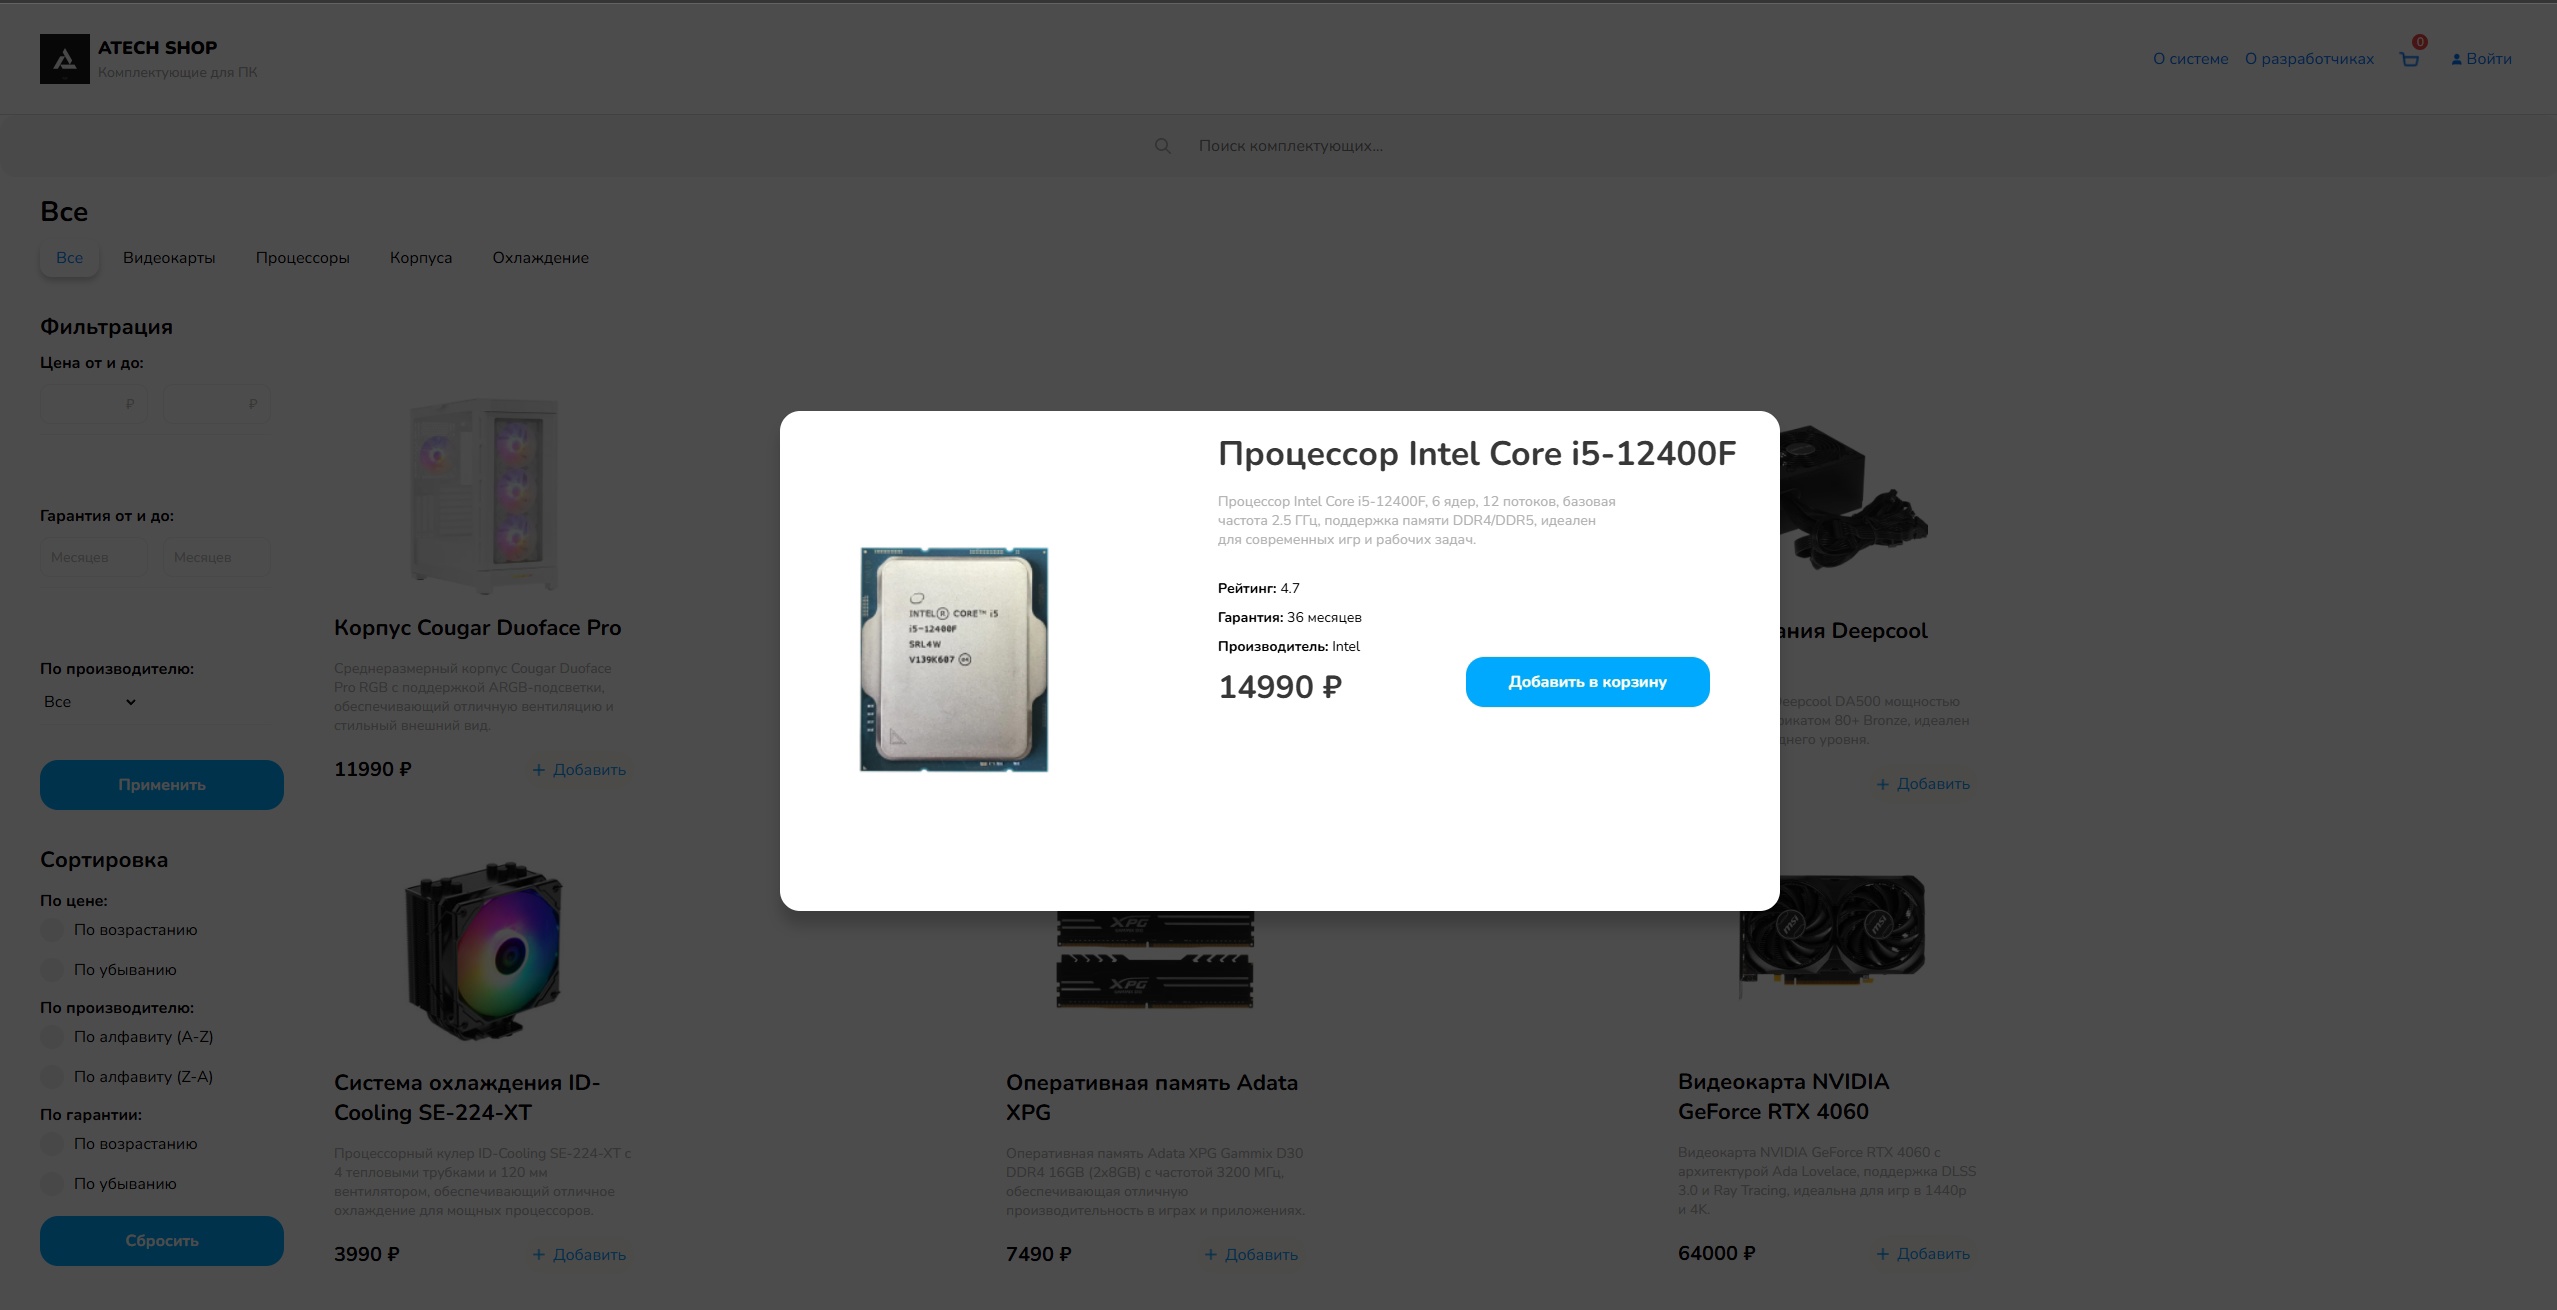 ATECH SHOP
Комплектующие для ПК
О системе
О разработчиках
0
Войти
Поиск комплектующих...
Все
Все
Видеокарты
Процессоры
Корпуса
Охлаждение
Фильтрация
Цена от и до:
₽
₽
Гарантия от и до:
Месяцев
Месяцев
По производителю:
Все
Применить
Сортировка
По цене:
По возрастанию
По убыванию
По производителю:
По алфавиту (A-Z)
По алфавиту (Z-A)
По гарантии:
По возрастанию
По убыванию
Сбросить
Корпус Cougar Duoface Pro
Среднеразмерный корпус Cougar Duoface
Pro RGB с поддержкой ARGB-подсветки,
обеспечивающий отличную вентиляцию и
стильный внешний вид.
11990 ₽
+ Добавить
Процессор Intel Core i5-12400F
Процессор Intel Core i5-12400F, 6 ядер, 12 потоков, базовая
частота 2.5 ГГц, поддержка памяти DDR4/DDR5, идеален
для современных игр и рабочих задач.
Рейтинг: 4.7
Гарантия: 36 месяцев
Производитель: Intel
14990 ₽
Добавить в корзину
INTEL® CORE™ i5
i5-12400F
SRL4W
V139K607
ания Deepcool
eepcool DA500 мощностью
икатом 80+ Bronze, идеален
днего уровня.
+ Добавить
Система охлаждения ID-
Cooling SE-224-XT
Процессорный кулер ID-Cooling SE-224-XT с
4 тепловыми трубками и 120 мм
вентилятором, обеспечивающий отличное
охлаждение для мощных процессоров.
3990 ₽
+ Добавить
XPG
XPG
Оперативная память Adata
XPG
Оперативная память Adata XPG Gammix D30
DDR4 16GB (2x8GB) с частотой 3200 МГц,
обеспечивающая отличную
производительность в играх и приложениях.
7490 ₽
+ Добавить
msi
msi
Видеокарта NVIDIA
GeForce RTX 4060
Видеокарта NVIDIA GeForce RTX 4060 с
архитектурой Ada Lovelace, поддержка DLSS
3.0 и Ray Tracing, идеальна для игр в 1440p
и 4K.
64000 ₽
+ Добавить